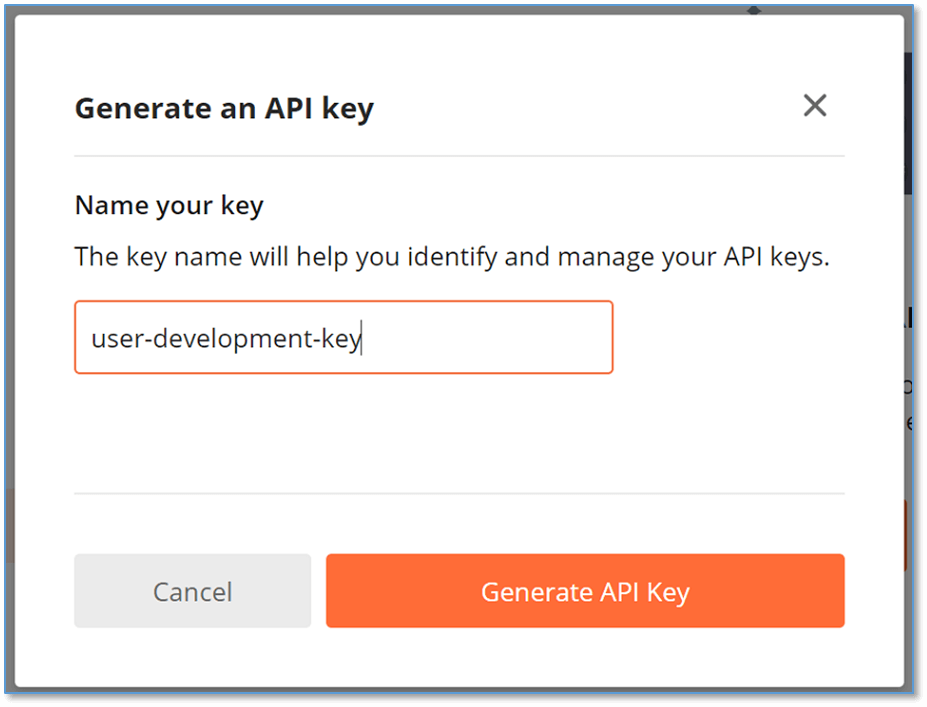 Generate an API key
Name your key
The key name will help you identify and manage your API keys.
user-development-key
Cancel
Generate API Key